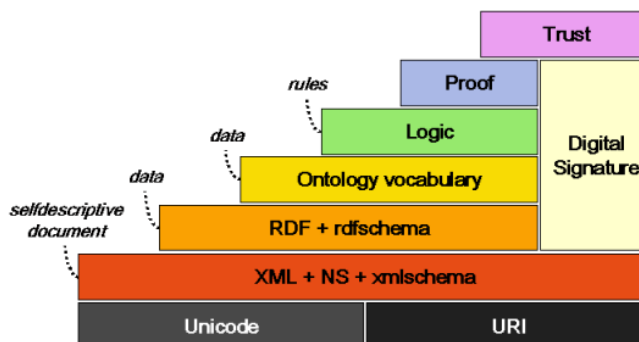 Trust
rules
Proof
data
Logic
Digital
Signature
data
Ontology vocabulary
selfdescriptive
document
RDF + rdfschema
XML + NS + xmlschema
Unicode
URI